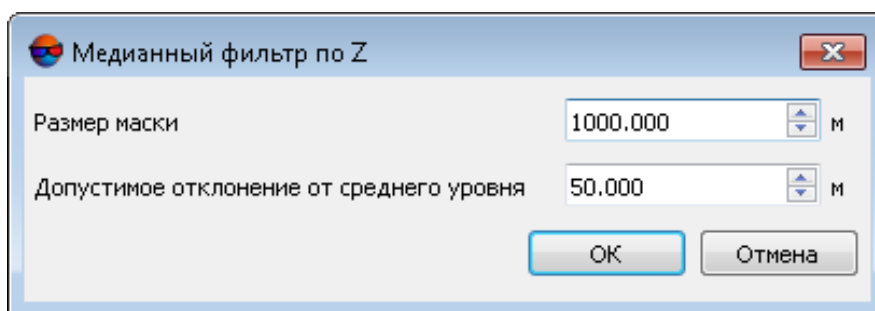 Медианный фильтр по Z
Размер маски 1000.000 м
Допустимое отклонение от среднего уровня 50.000 м
OK Отмена